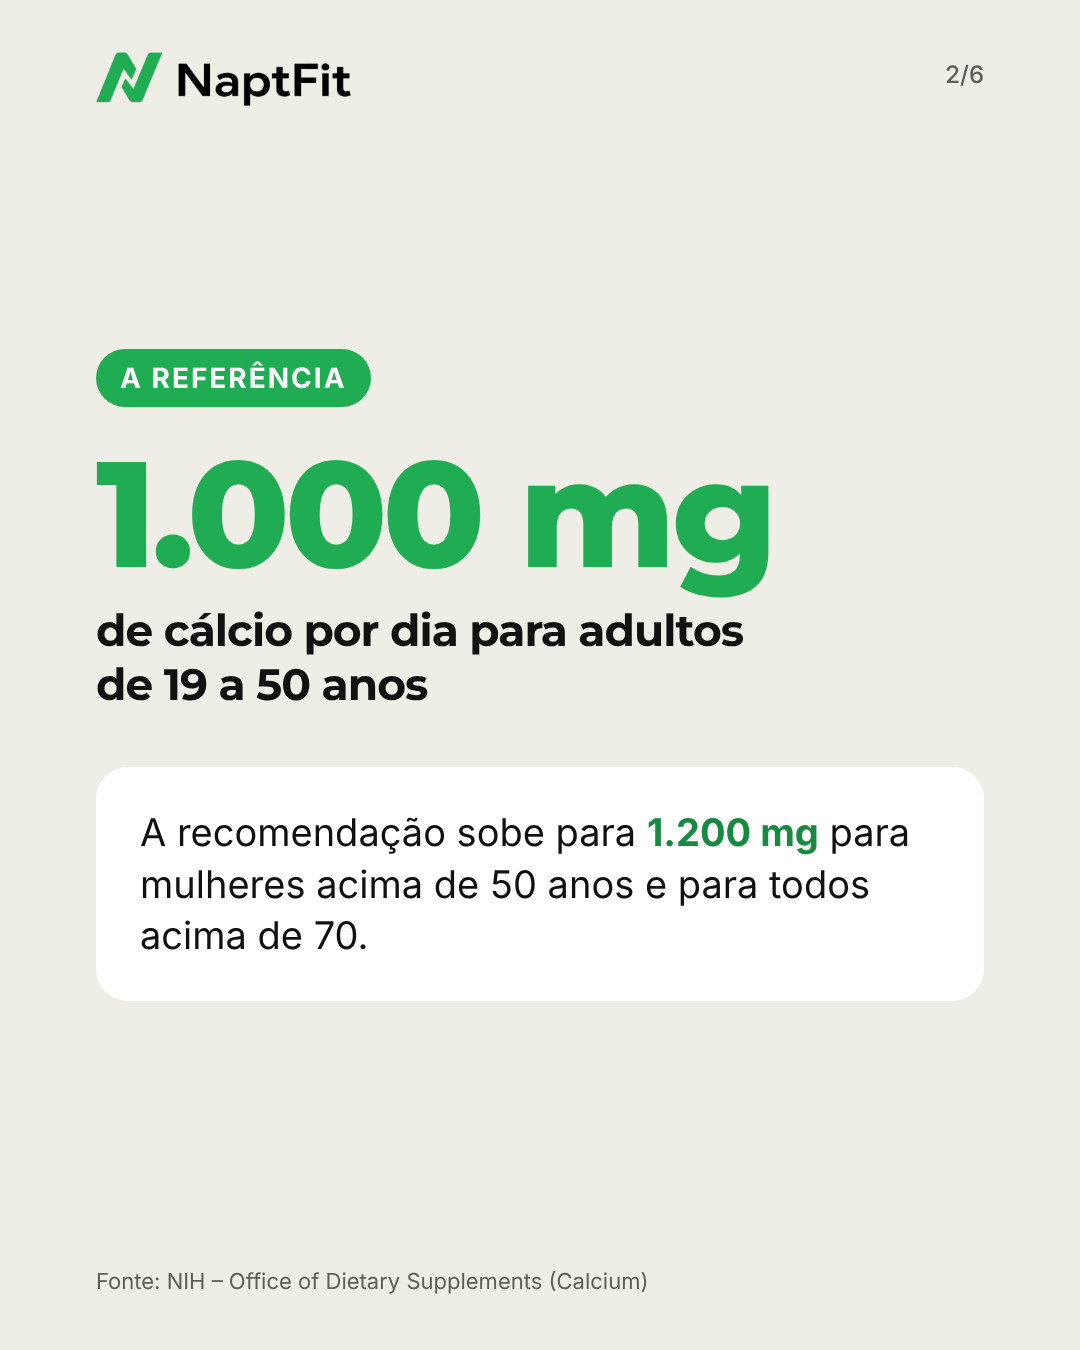 NaptFit
2/6
A REFERÊNCIA
1.000 mg
de cálcio por dia para adultos
de 19 a 50 anos
A recomendação sobe para 1.200 mg para
mulheres acima de 50 anos e para todos
acima de 70.
Fonte: NIH – Office of Dietary Supplements (Calcium)